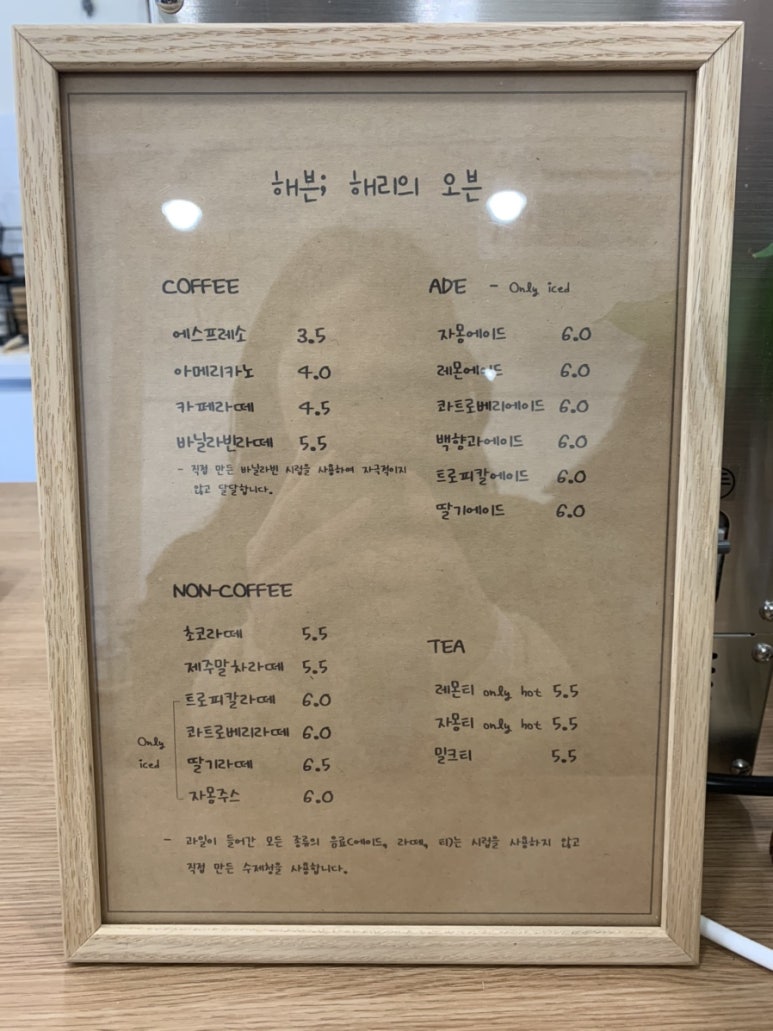 해븐; 해리의 오븐
COFFEE
에스프레소 3.5
아메리카노 4.0
카페라떼 4.5
바닐라빈라떼 5.5
- 직접 만든 바닐라빈 시럽을 사용하여 자극적이지
않고 달달합니다.
ADE - Only iced
자몽에이드 6.0
레몬에이드 6.0
콰트로베리에이드 6.0
백향과에이드 6.0
트로피칼에이드 6.0
딸기에이드 6.0
NON-COFFEE
초코라떼 5.5
제주말차라떼 5.5
Only iced
트로피칼라떼 6.0
콰트로베리라떼 6.0
딸기라떼 6.5
자몽주스 6.0
TEA
레몬티 only hot 5.5
자몽티 only hot 5.5
밀크티 5.5
- 과일이 들어간 모든 종류의 음료(에이드, 라떼, 티)는 시럽을 사용하지 않고
직접 만든 수제청을 사용합니다.